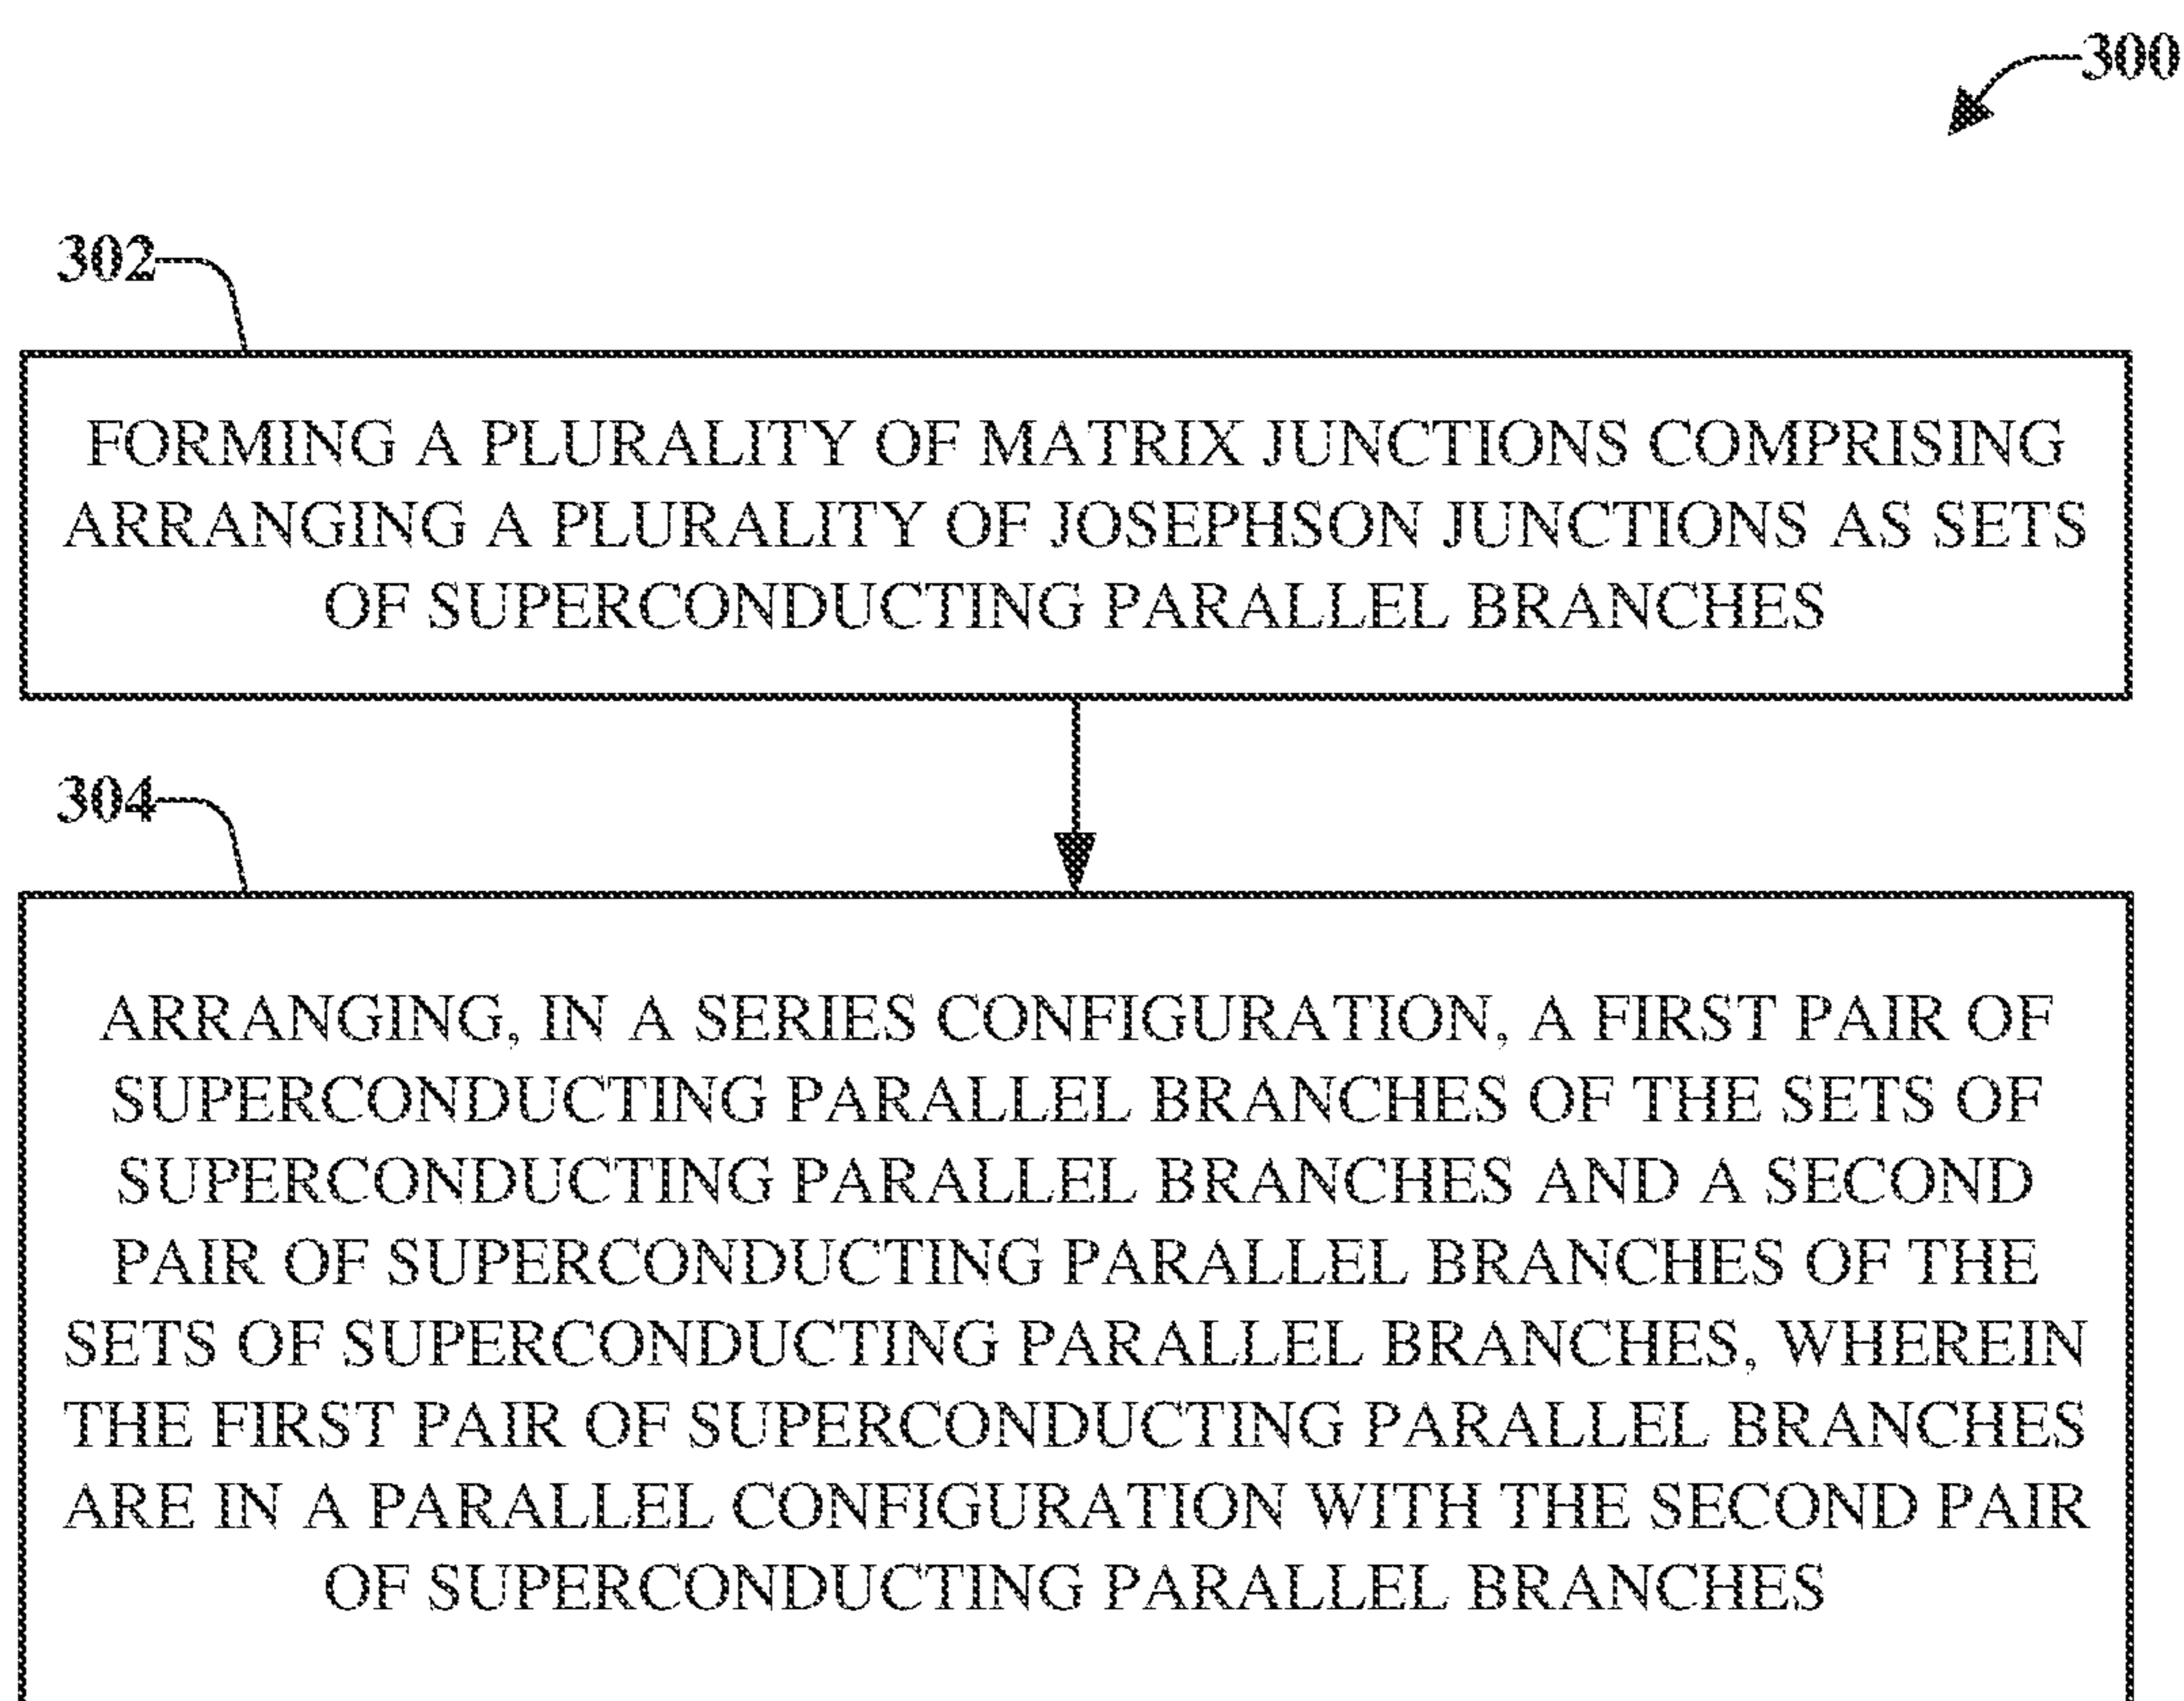 300
302
FORMING A PLURALITY OF MATRIX JUNCTIONS COMPRISING
ARRANGING A PLURALITY OF JOSEPHSON JUNCTIONS AS SETS
OF SUPERCONDUCTING PARALLEL BRANCHES
304
ARRANGING, IN A SERIES CONFIGURATION, A FIRST PAIR OF
SUPERCONDUCTING PARALLEL BRANCHES OF THE SETS OF
SUPERCONDUCTING PARALLEL BRANCHES AND A SECOND
PAIR OF SUPERCONDUCTING PARALLEL BRANCHES OF THE
SETS OF SUPERCONDUCTING PARALLEL BRANCHES, WHEREIN
THE FIRST PAIR OF SUPERCONDUCTING PARALLEL BRANCHES
ARE IN A PARALLEL CONFIGURATION WITH THE SECOND PAIR
OF SUPERCONDUCTING PARALLEL BRANCHES